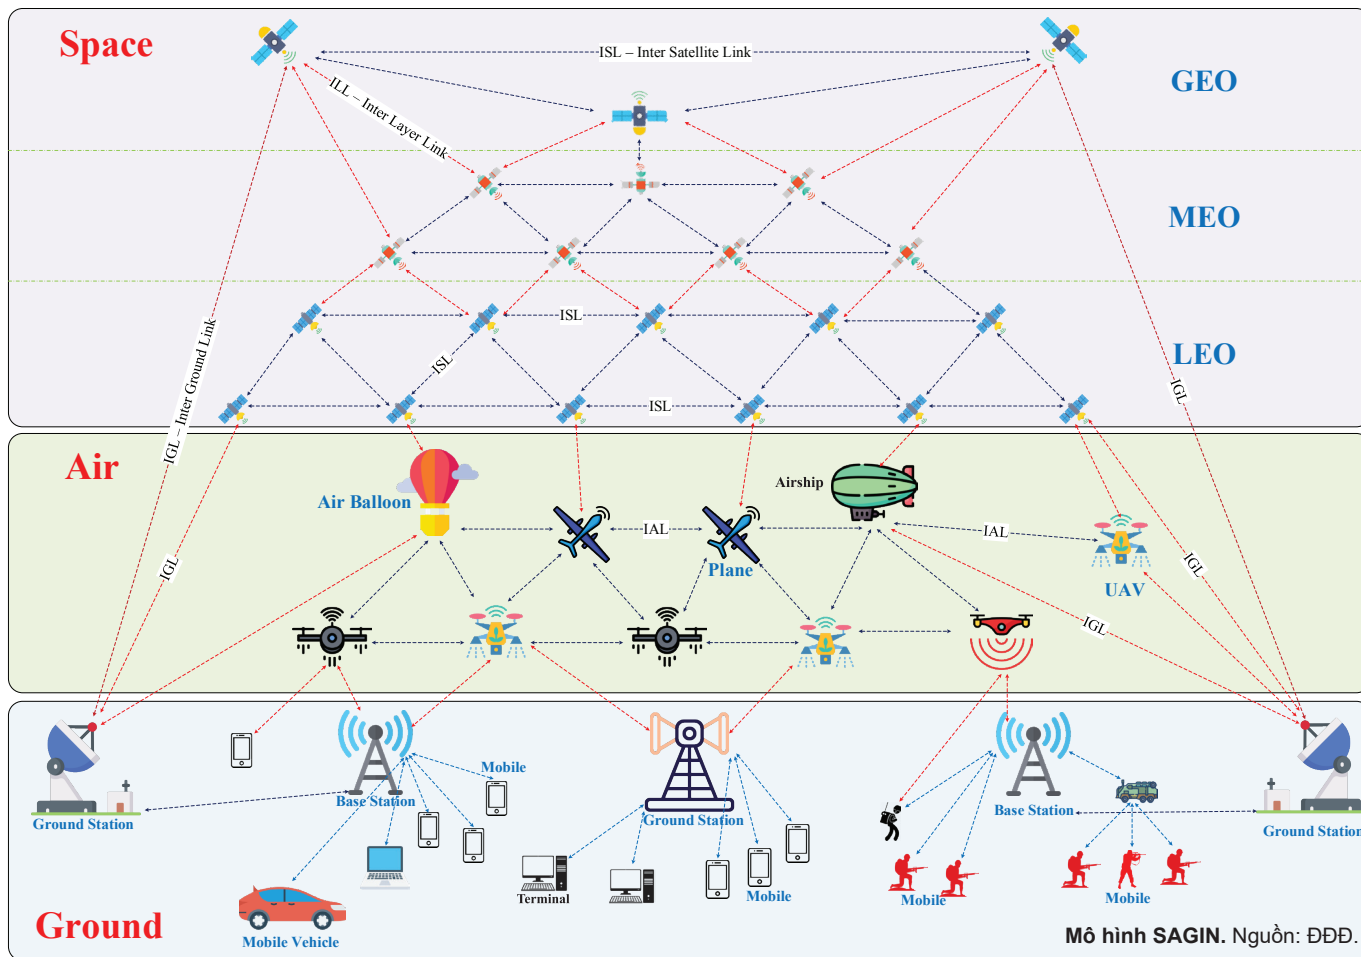 Space
ISL – Inter Satellite Link
GEO
ILL – Inter Layer Link
MEO
ISL
LEO
ISL
ISL
IGL – Inter Ground Link
IGL
Air
Air Balloon
Airship
IAL
IAL
Plane
UAV
IGL
IGL
IGL
Mobile
Base Station
Ground Station
Ground Station
Base Station
Ground Station
Terminal
Mobile
Mobile
Mobile
Ground
Mobile Vehicle
Mô hình SAGIN. Nguồn: ĐĐĐ.